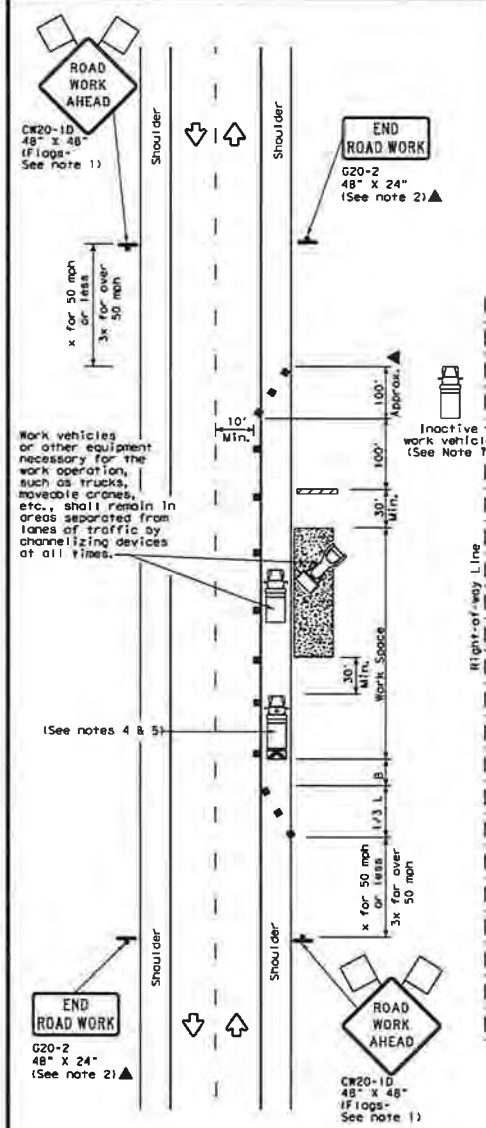 ROAD
WORK
AHEAD
CW20-1D
48" X 48"
(Flags-
See note 1)
Shoulder
Shoulder
END
ROAD WORK
G20-2
48" X 24"
(See note 2)▲
x for 50 mph
or less
3x for over
50 mph
100'
Approx.
▲
10'
Min.
100'
30'
Min.
Inactive
work vehicle
(See Note
Work vehicles
or other equipment
necessary for the
work operation,
such as trucks,
moveable cranes,
etc., shall remain in
areas separated from
lanes of traffic by
channelizing devices
at all times.
Right-of-way Line
Work Space
30'
Min.
(See notes 4 & 5)
B
1/3 L
x for 50 mph
or less
3x for over
50 mph
Shoulder
Shoulder
END
ROAD WORK
G20-2
48" X 24"
(See note 2)▲
ROAD
WORK
AHEAD
CW20-1D
48" X 48"
(Flags-
See note 1)